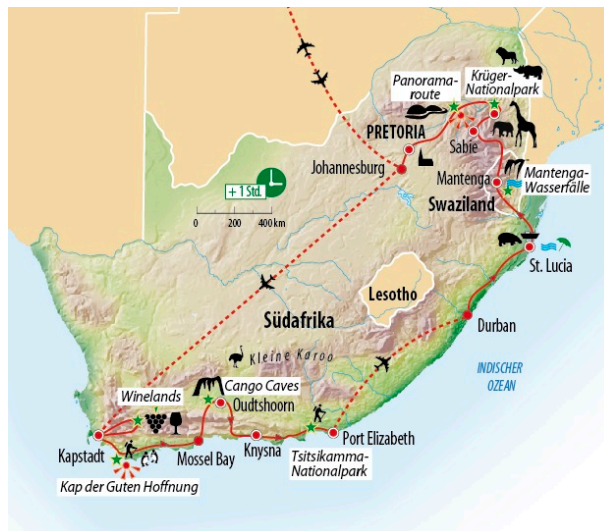 Panorama-
route
Krüger-
Nationalpark
PRETORIA
Sabie
Johannesburg
Mantenga
Mantenga-
Wasserfälle
Swaziland
+ 1 Std.
0 200 400 km
St. Lucia
Lesotho
Südafrika
Durban
Kleine Karoo
INDISCHER
OZEAN
Cango Caves
Winelands
Oudtshoorn
Kapstadt
Mossel Bay
Knysna
Port Elizabeth
Tsitsikamma-
Nationalpark
Kap der Guten Hoffnung